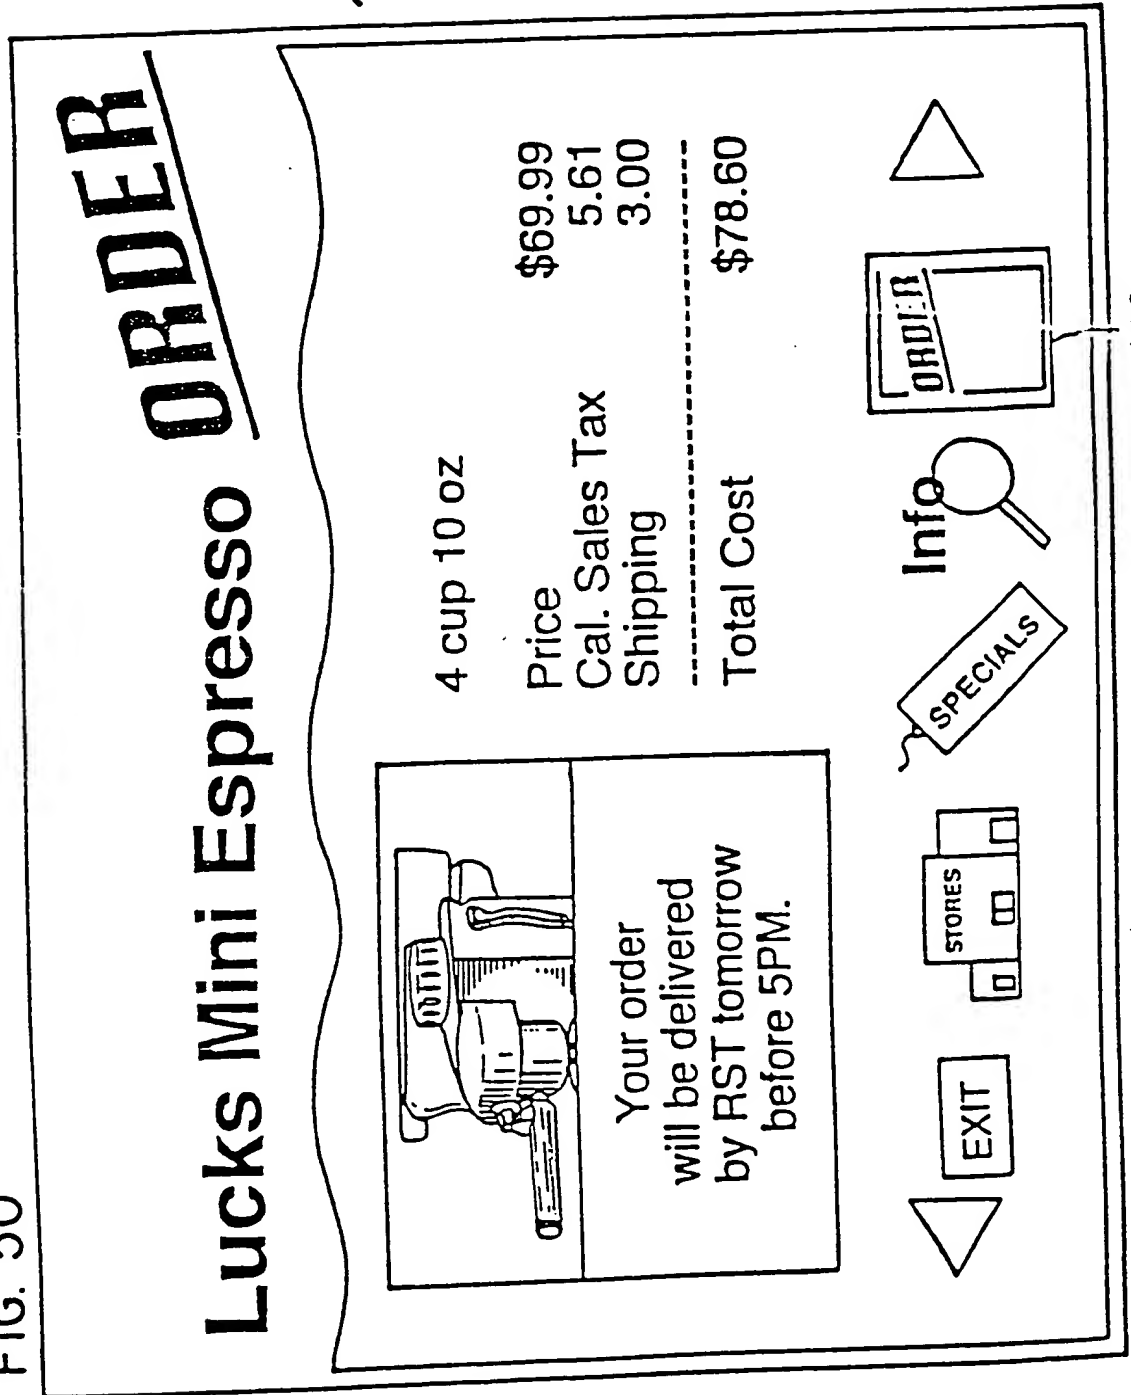 FIG. 50
Lucks Mini Espresso ORDER
4 cup 10 oz
Price $69.99
Cal. Sales Tax 5.61
Shipping 3.00
Total Cost $78.60
Your order
will be delivered
by RST tomorrow
before 5PM.
EXIT
STORES
SPECIALS
Info
ORDER